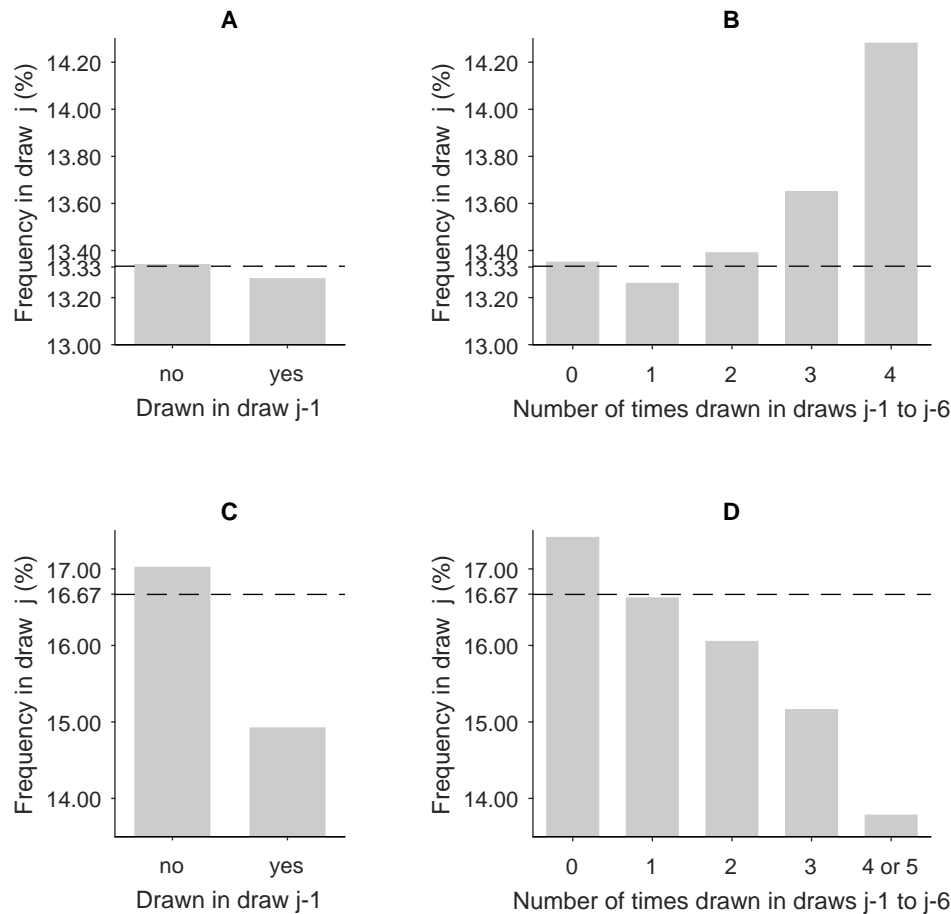 A
Frequency in draw j (%)
14.20
14.00
13.80
13.60
13.40
13.33
13.20
13.00
no yes
Drawn in draw j-1
B
Frequency in draw j (%)
14.20
14.00
13.80
13.60
13.40
13.33
13.20
13.00
0 1 2 3 4
Number of times drawn in draws j-1 to j-6
C
Frequency in draw j (%)
17.00
16.67
16.00
15.00
14.00
no yes
Drawn in draw j-1
D
Frequency in draw j (%)
17.00
16.67
16.00
15.00
14.00
0 1 2 3 4 or 5
Number of times drawn in draws j-1 to j-6